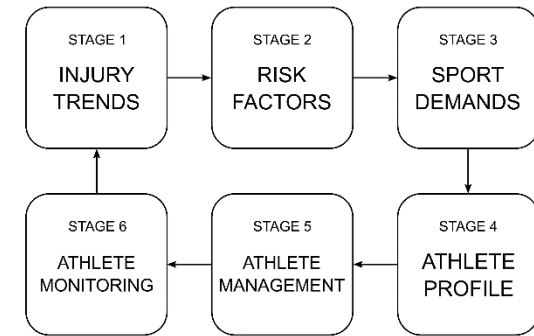 STAGE 1
INJURY
TRENDS
STAGE 2
RISK
FACTORS
STAGE 3
SPORT
DEMANDS
STAGE 4
ATHLETE
PROFILE
STAGE 5
ATHLETE
MANAGEMENT
STAGE 6
ATHLETE
MONITORING